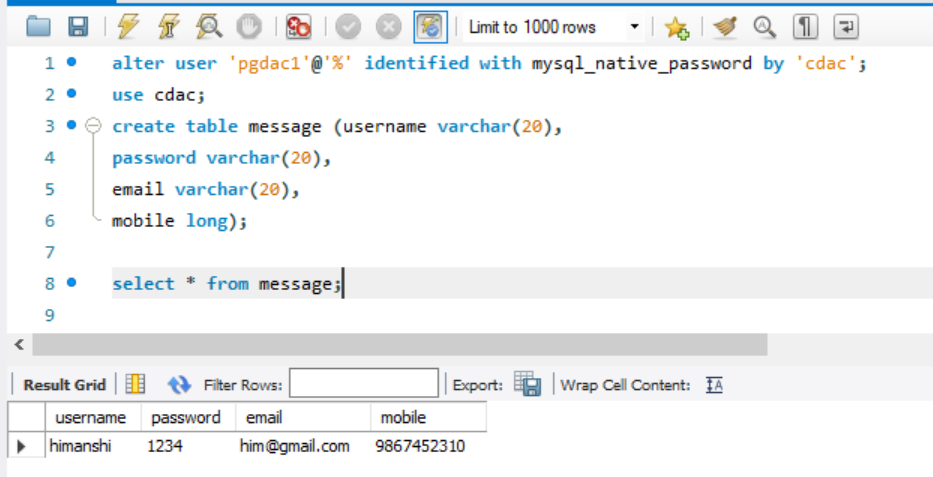 Limit to 1000 rows
1 alter user 'pgdac1'@'%' identified with mysql_native_password by 'cdac';
2 use cdac;
3 create table message (username varchar(20),
4 password varchar(20),
5 email varchar(20),
6 mobile long);
7
8 select * from message;
9
Result Grid Filter Rows: Export: Wrap Cell Content: IA
username password email mobile
himanshi 1234 him@gmail.com 9867452310